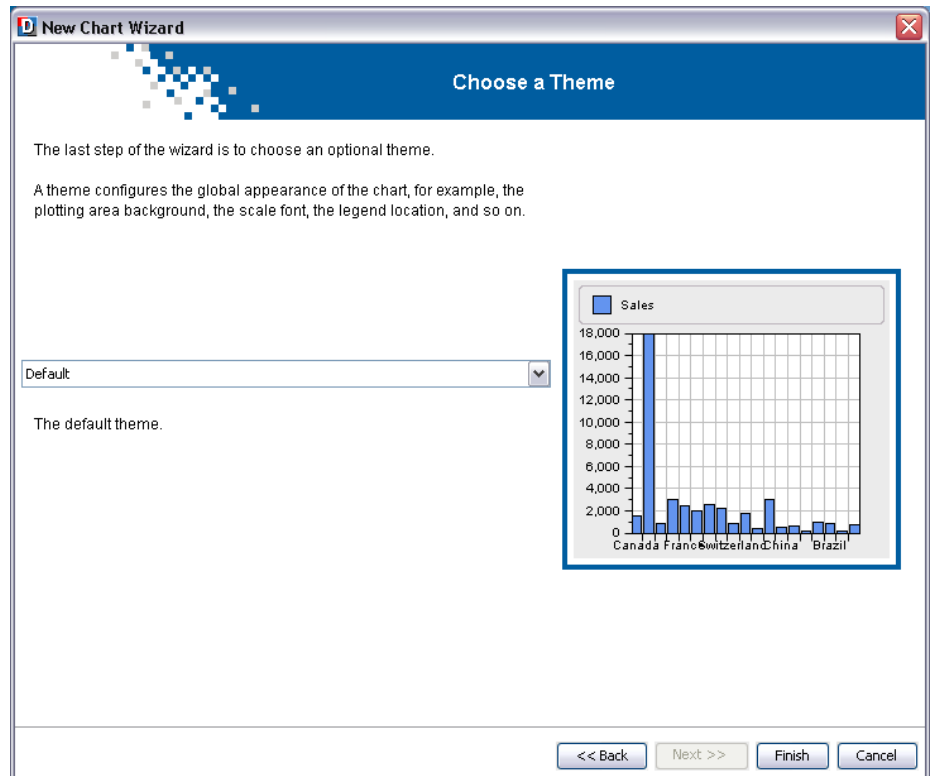 New Chart Wizard
Choose a Theme
The last step of the wizard is to choose an optional theme.
A theme configures the global appearance of the chart, for example, the
plotting area background, the scale font, the legend location, and so on.
Sales
18,000
16,000
14,000
12,000
10,000
8,000
6,000
4,000
2,000
0
Canada France Switzerland China Brazil
Default
The default theme.
<< Back Next >> Finish Cancel